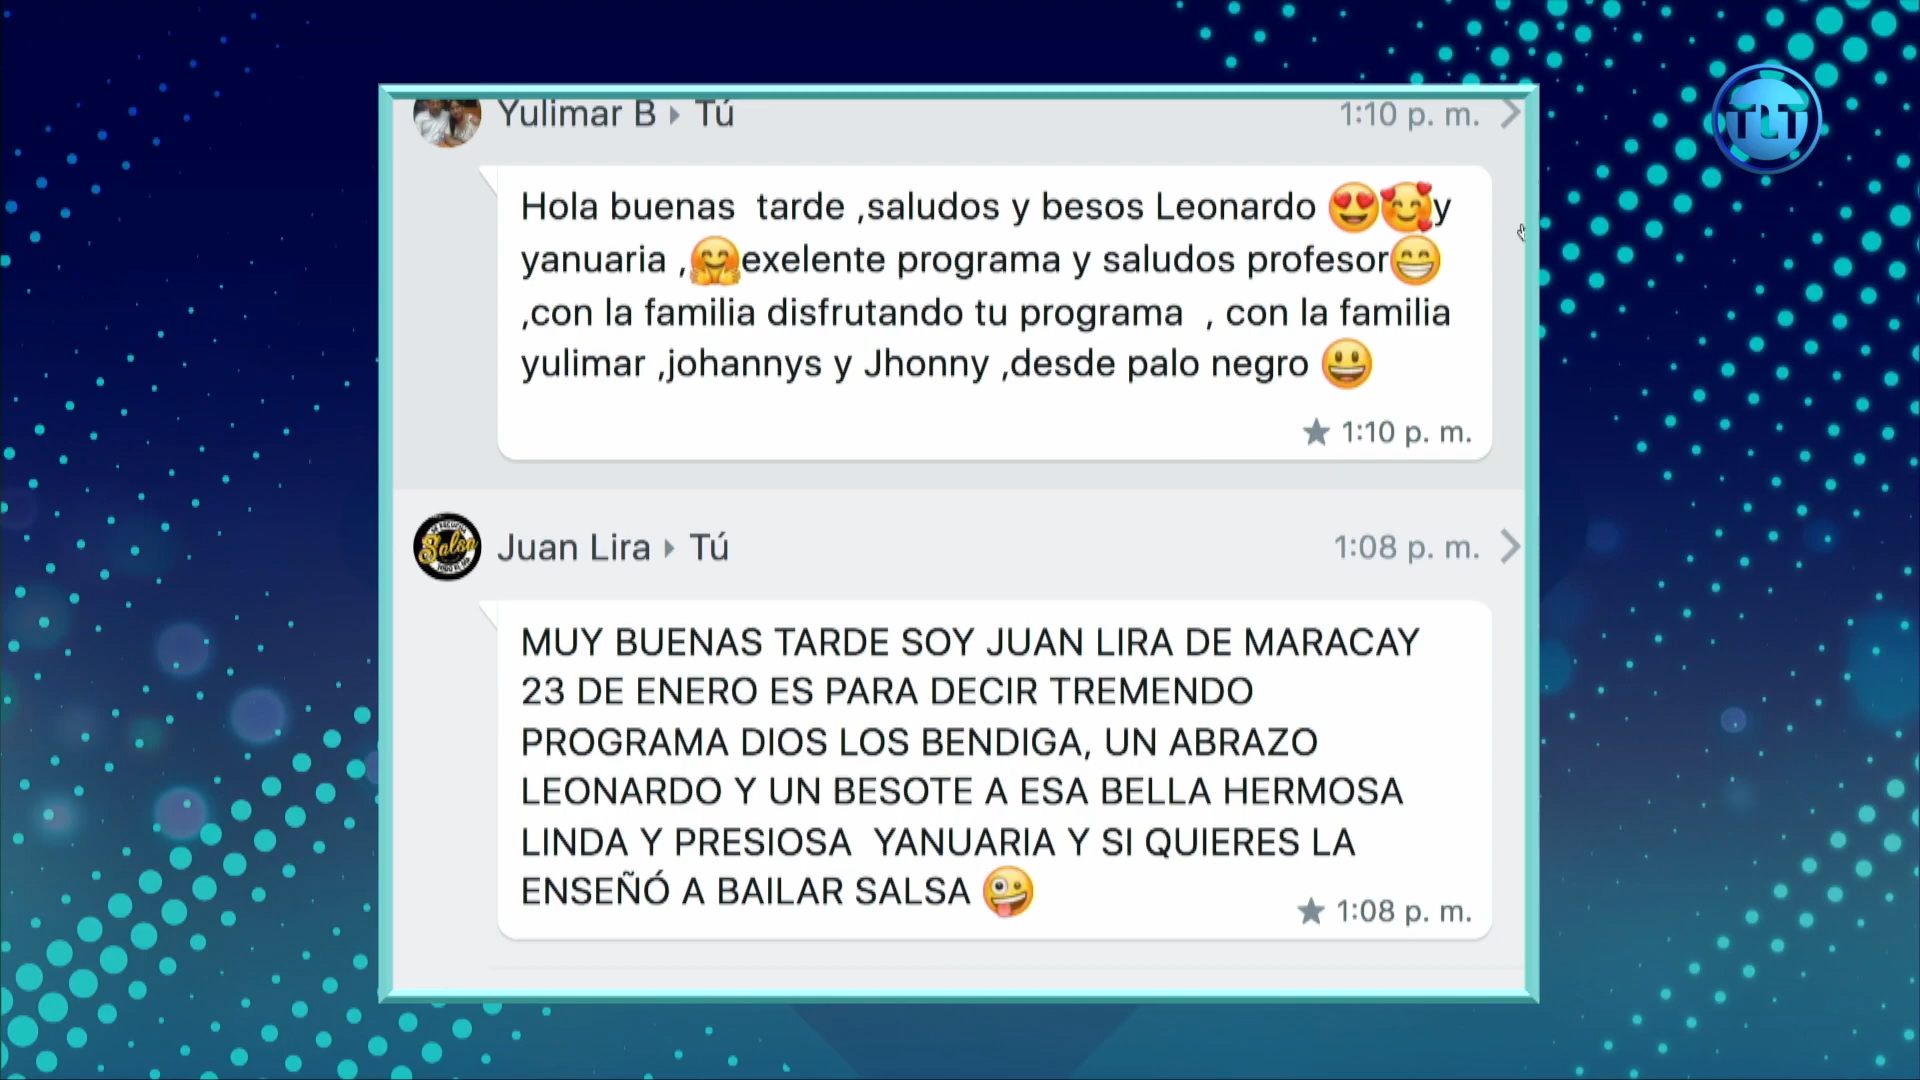 Yulimar B ▸ Tú 1:10 p. m.
TLT
Hola buenas  tarde ,saludos y besos Leonardo 😍🥰y
yanuaria ,🤗exelente programa y saludos profesor😁
,con la familia disfrutando tu programa  , con la familia
yulimar ,johannys y Jhonny ,desde palo negro 😃
★ 1:10 p. m.
Salsa
Juan Lira ▸ Tú 1:08 p. m.
MUY BUENAS TARDE SOY JUAN LIRA DE MARACAY
23 DE ENERO ES PARA DECIR TREMENDO
PROGRAMA DIOS LOS BENDIGA, UN ABRAZO
LEONARDO Y UN BESOTE A ESA BELLA HERMOSA
LINDA Y PRESIOSA  YANUARIA Y SI QUIERES LA
ENSEÑÓ A BAILAR SALSA 🤪
★ 1:08 p. m.